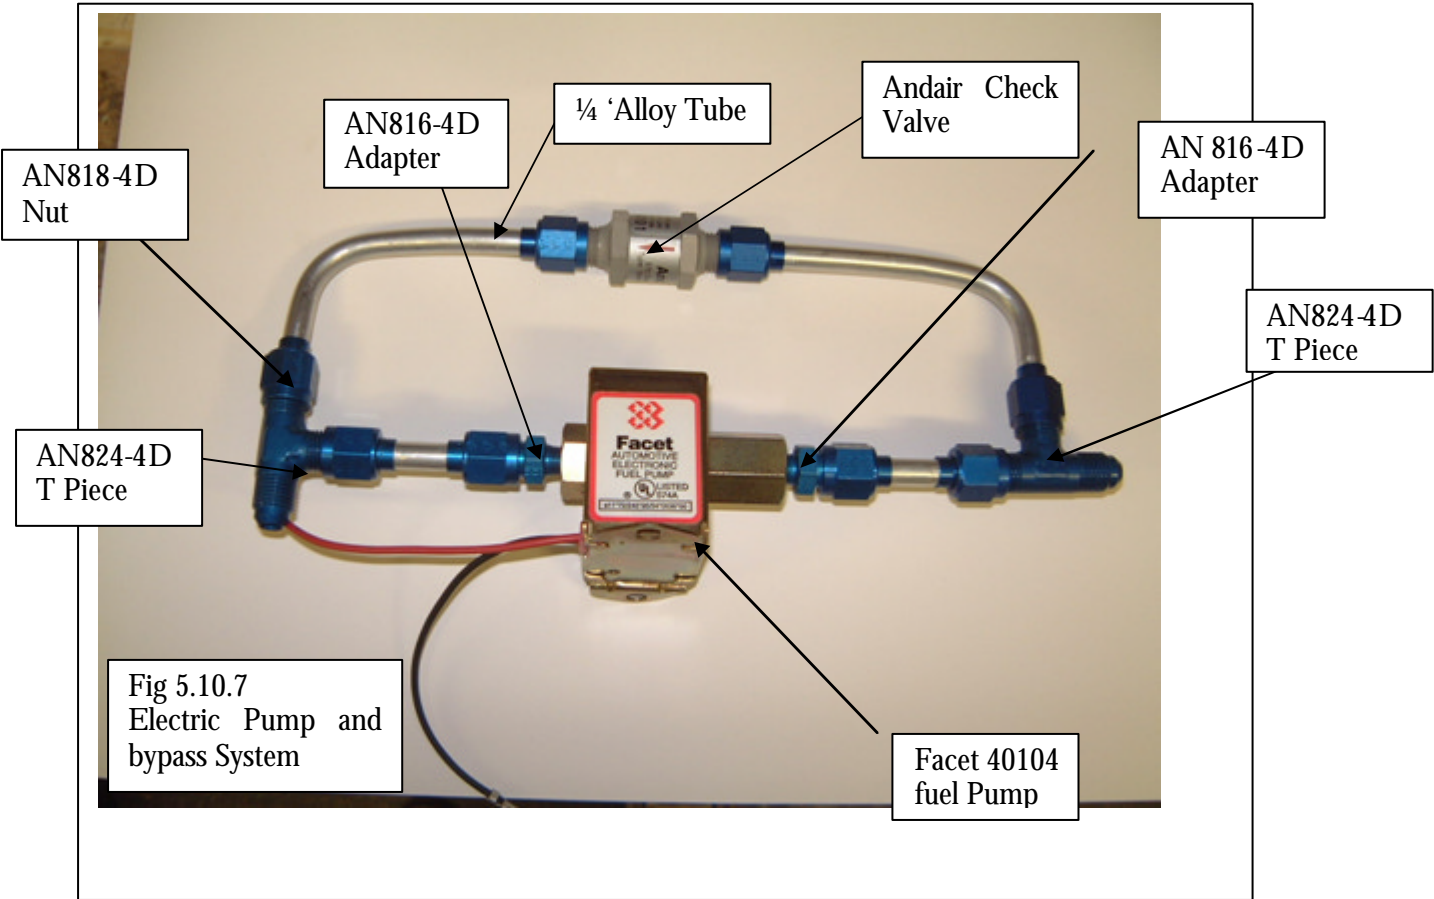 ¼ ‘Alloy Tube
Andair Check
Valve
AN816-4D
Adapter
AN 816-4D
Adapter
AN818-4D
Nut
AN824-4D
T Piece
AN824-4D
T Piece
Facet
AUTOMOTIVE
ELECTRONIC
FUEL PUMP
UL LISTED
®
Fig 5.10.7
Electric Pump and
bypass System
Facet 40104
fuel Pump